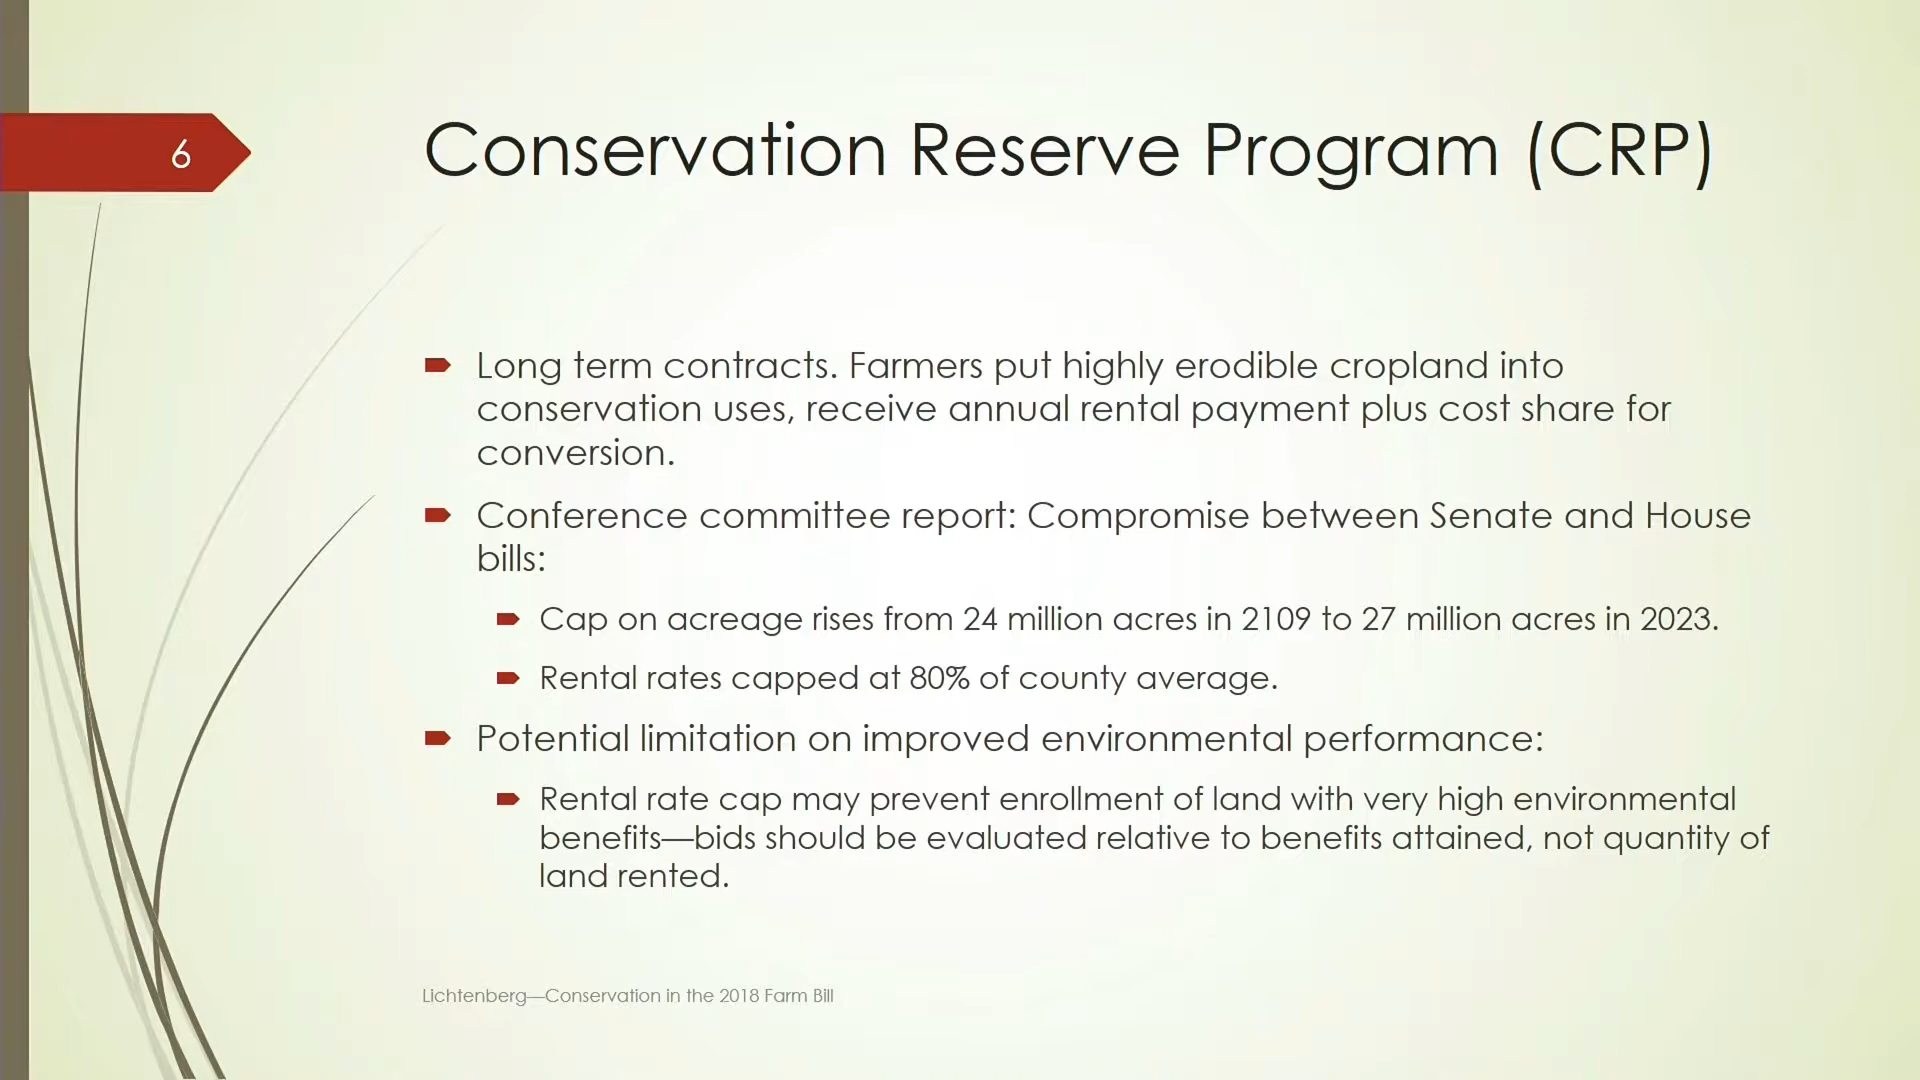 6
Conservation Reserve Program (CRP)
Long term contracts. Farmers put highly erodible cropland into
conservation uses, receive annual rental payment plus cost share for
conversion.
Conference committee report: Compromise between Senate and House
bills:
Cap on acreage rises from 24 million acres in 2109 to 27 million acres in 2023.
Rental rates capped at 80% of county average.
Potential limitation on improved environmental performance:
Rental rate cap may prevent enrollment of land with very high environmental
benefits—bids should be evaluated relative to benefits attained, not quantity of
land rented.
Lichtenberg—Conservation in the 2018 Farm Bill